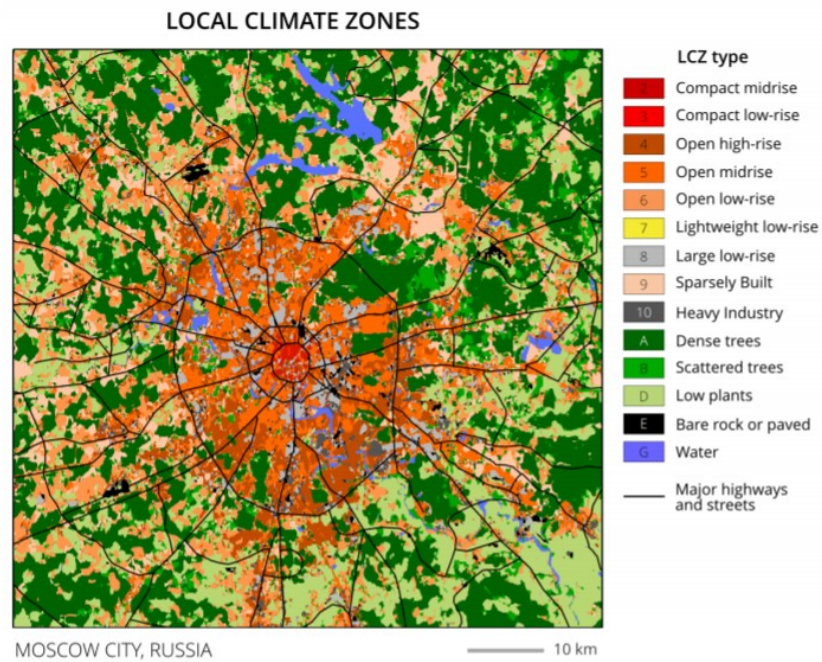 LOCAL CLIMATE ZONES
LCZ type
2 Compact midrise
3 Compact low-rise
4 Open high-rise
5 Open midrise
6 Open low-rise
7 Lightweight low-rise
8 Large low-rise
9 Sparsely Built
10 Heavy Industry
A Dense trees
B Scattered trees
D Low plants
E Bare rock or paved
G Water
Major highways
and streets
MOSCOW CITY, RUSSIA
10 km